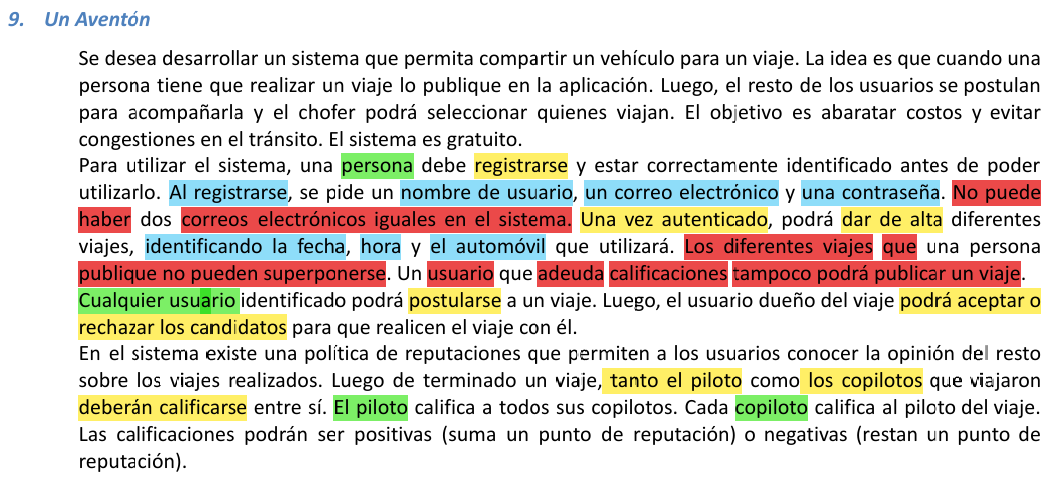 9. Un Aventón
Se desea desarrollar un sistema que permita compartir un vehículo para un viaje. La idea es que cuando una
persona tiene que realizar un viaje lo publique en la aplicación. Luego, el resto de los usuarios se postulan
para acompañarla y el chofer podrá seleccionar quienes viajan. El objetivo es abaratar costos y evitar
congestiones en el tránsito. El sistema es gratuito.
Para utilizar el sistema, una persona debe registrarse y estar correctamente identificado antes de poder
utilizarlo. Al registrarse, se pide un nombre de usuario, un correo electrónico y una contraseña. No puede
haber dos correos electrónicos iguales en el sistema. Una vez autenticado, podrá dar de alta diferentes
viajes, identificando la fecha, hora y el automóvil que utilizará. Los diferentes viajes que una persona
publique no pueden superponerse. Un usuario que adeuda calificaciones tampoco podrá publicar un viaje.
Cualquier usuario identificado podrá postularse a un viaje. Luego, el usuario dueño del viaje podrá aceptar o
rechazar los candidatos para que realicen el viaje con él.
En el sistema existe una política de reputaciones que permiten a los usuarios conocer la opinión del resto
sobre los viajes realizados. Luego de terminado un viaje, tanto el piloto como los copilotos que viajaron
deberán calificarse entre sí. El piloto califica a todos sus copilotos. Cada copiloto califica al piloto del viaje.
Las calificaciones podrán ser positivas (suma un punto de reputación) o negativas (restan un punto de
reputación).